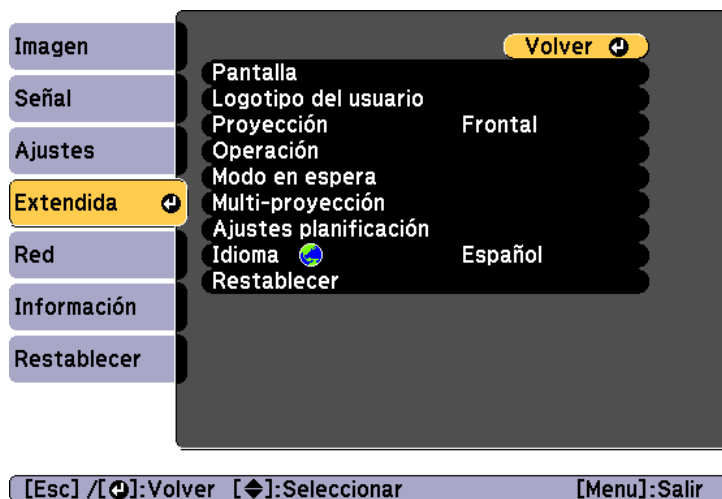 Imagen
Señal
Ajustes
Extendida
Red
Información
Restablecer
Volver
Pantalla
Logotipo del usuario
Proyección Frontal
Operación
Modo en espera
Multi-proyección
Ajustes planificación
Idioma Español
Restablecer
[Esc] /[⏎]:Volver [◆]:Seleccionar [Menu]:Salir